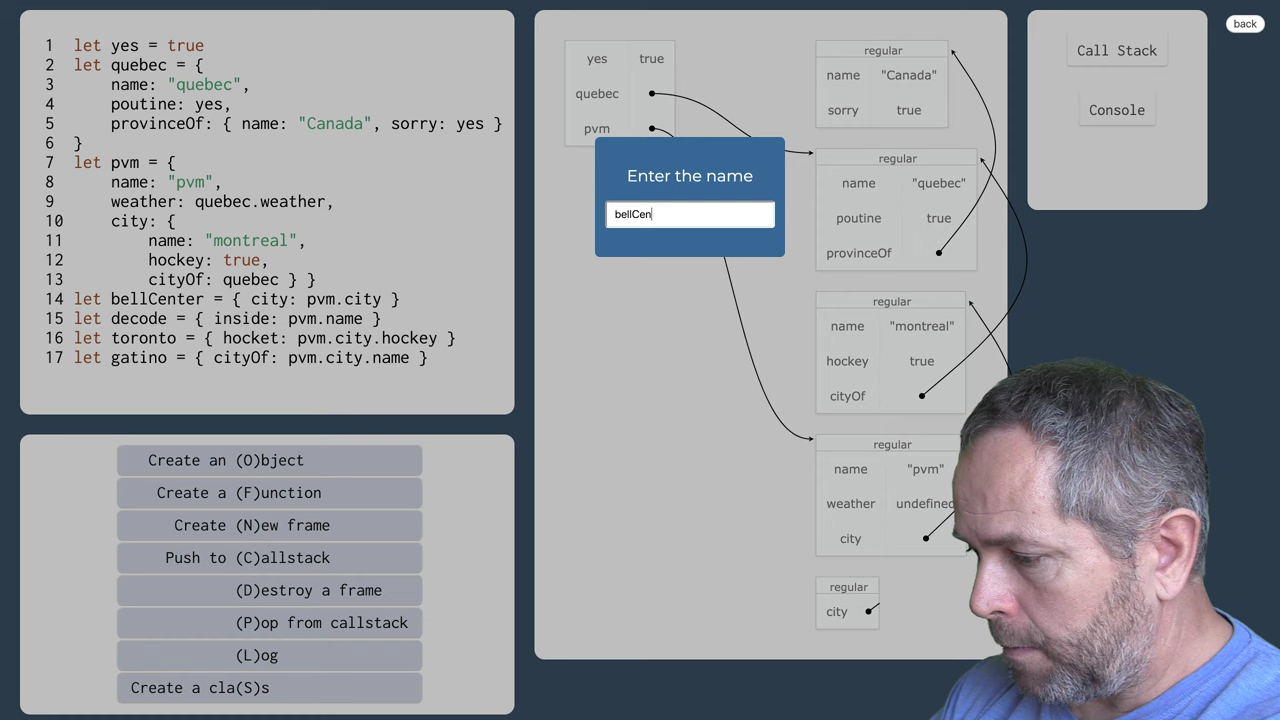 1 let yes = true
2 let quebec = {
3 name: "quebec",
4 poutine: yes,
5 provinceOf: { name: "Canada", sorry: yes }
6 }
7 let pvm = {
8 name: "pvm",
9 weather: quebec.weather,
10 city: {
11 name: "montreal",
12 hockey: true,
13 cityOf: quebec } }
14 let bellCenter = { city: pvm.city }
15 let decode = { inside: pvm.name }
16 let toronto = { hocket: pvm.city.hockey }
17 let gatino = { cityOf: pvm.city.name }
Create an (O)bject
Create a (F)unction
Create (N)ew frame
Push to (C)allstack
(D)estroy a frame
(P)op from callstack
(L)og
Create a cla(S)s
yes true
quebec
pvm
Enter the name
bellCen
regular
name "Canada"
sorry true
regular
name "quebec"
poutine true
provinceOf
regular
name "montreal"
hockey true
cityOf
regular
name "pvm"
weather undefined
city
regular
city
Call Stack
Console
back